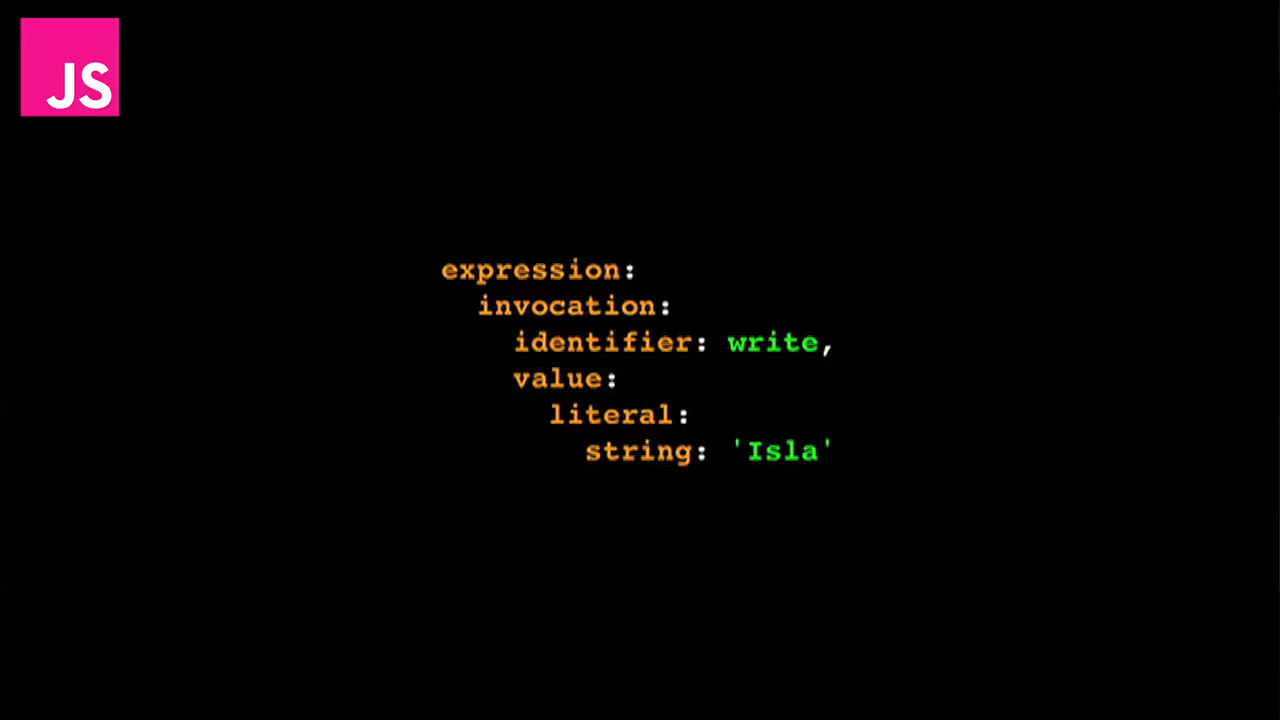 JS
expression:
invocation:
identifier: write,
value:
literal:
string: 'Isla'